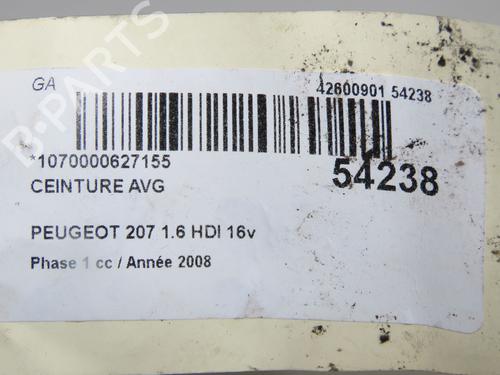 B-PARTS
GA
42600901 54238
*1070000627155
54238
CEINTURE AVG
PEUGEOT 207 1.6 HDI 16v
Phase 1 cc / Année 2008